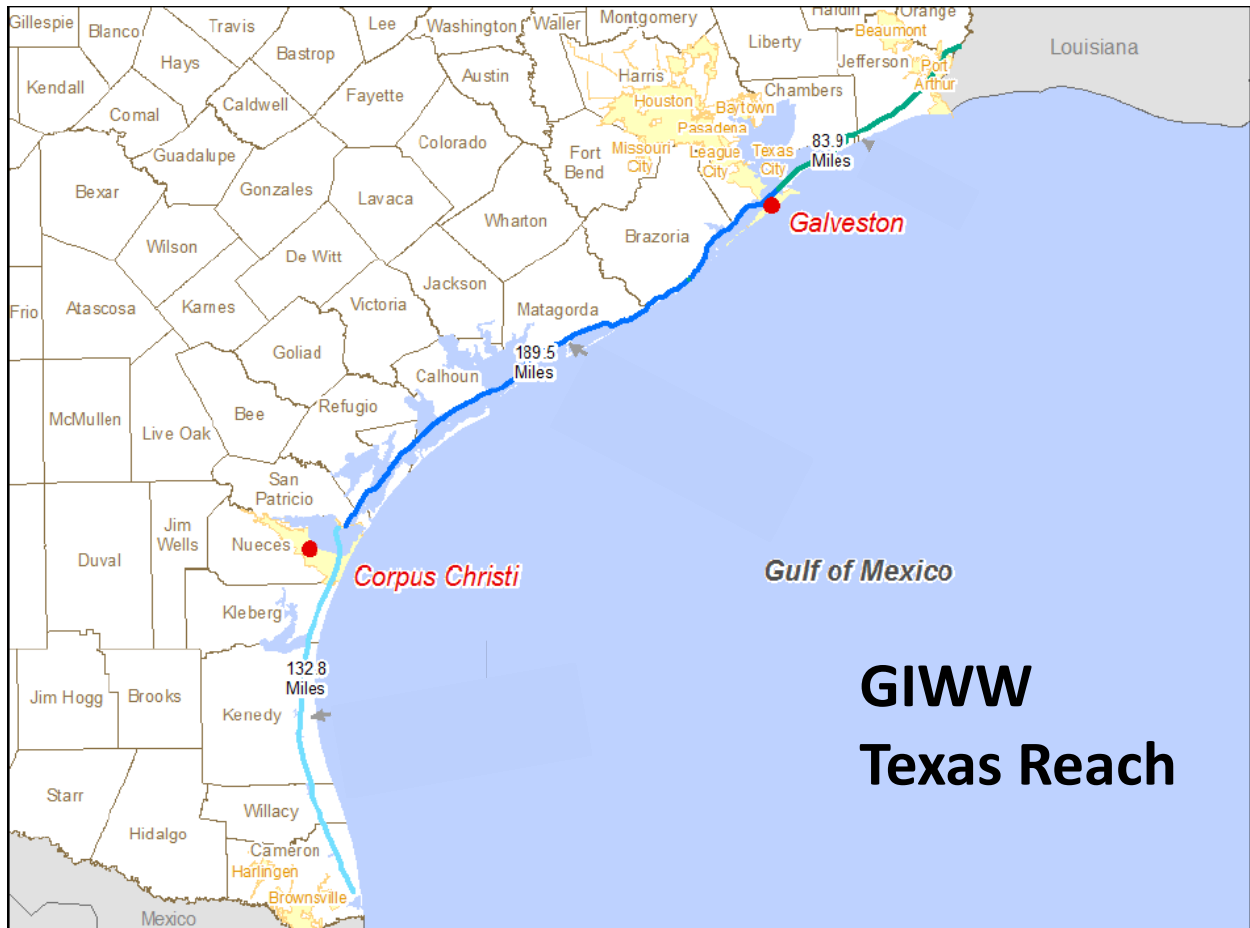 Gillespie
Blanco
Travis
Lee
Washington
Waller
Montgomery
Hardin
Orange
Bastrop
Liberty
Beaumont
Louisiana
Hays
Jefferson
Port
Arthur
Kendall
Austin
Harris
Comal
Caldwell
Fayette
Houston
Baytown
Chambers
Pasadena
Colorado
Guadalupe
Fort
Bend
Missouri
City
League
City
Texas
City
83.9
Miles
Bexar
Gonzales
Lavaca
Wharton
Galveston
Wilson
De Witt
Brazoria
Frio
Atascosa
Karnes
Victoria
Jackson
Matagorda
Goliad
189.5
Miles
Calhoun
McMullen
Bee
Refugio
Live Oak
San
Patricio
Jim
Wells
Nueces
Duval
Corpus Christi
Gulf of Mexico
Kleberg
132.8
Miles
Jim Hogg
Brooks
Kenedy
GIWW
Texas Reach
Starr
Willacy
Hidalgo
Cameron
Harlingen
Brownsville
Mexico